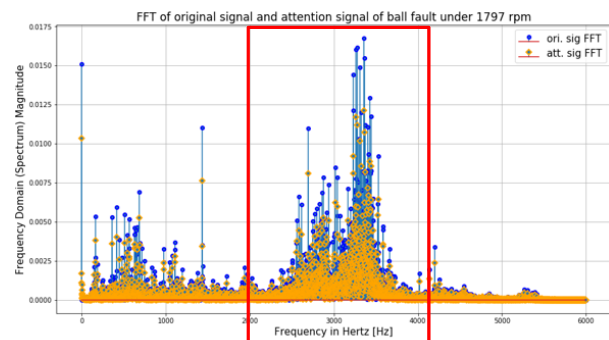 FFT of original signal and attention signal of ball fault under 1797 rpm
ori. sig FFT
att. sig FFT
Frequency Domain (Spectrum) Magnitude
0.0175
0.0150
0.0125
0.0100
0.0075
0.0050
0.0025
0.0000
0 1000 2000 3000 4000 5000 6000
Frequency in Hertz [Hz]